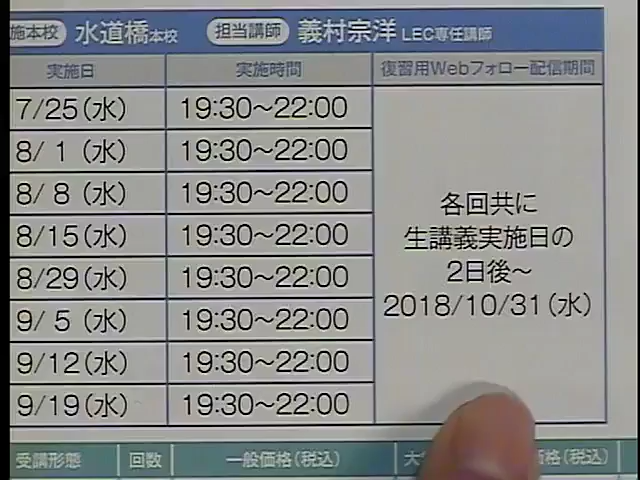 施本校 水道橋本校 担当講師 義村宗洋 LEC専任講師
実施日 実施時間 復習用Webフォロー配信期間
7/25(水) 19:30〜22:00
8/ 1 (水) 19:30〜22:00
8/ 8 (水) 19:30〜22:00
8/15(水) 19:30〜22:00
8/29(水) 19:30〜22:00
9/ 5 (水) 19:30〜22:00
9/12(水) 19:30〜22:00
9/19(水) 19:30〜22:00
各回共に
生講義実施日の
2日後〜
2018/10/31(水)
受講形態 回数 一般価格(税込) 大 価格(税込)